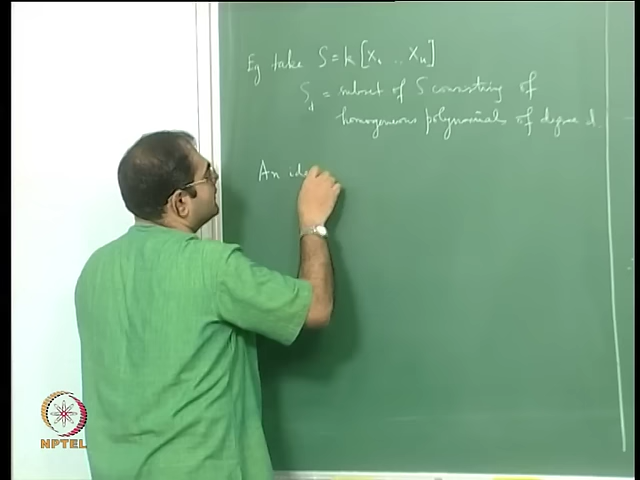 Eg take S = k[X₁ .. Xₙ]
S_d = subset of S consisting of
homogeneous polynomials of degree d.
An ide
NPTEL